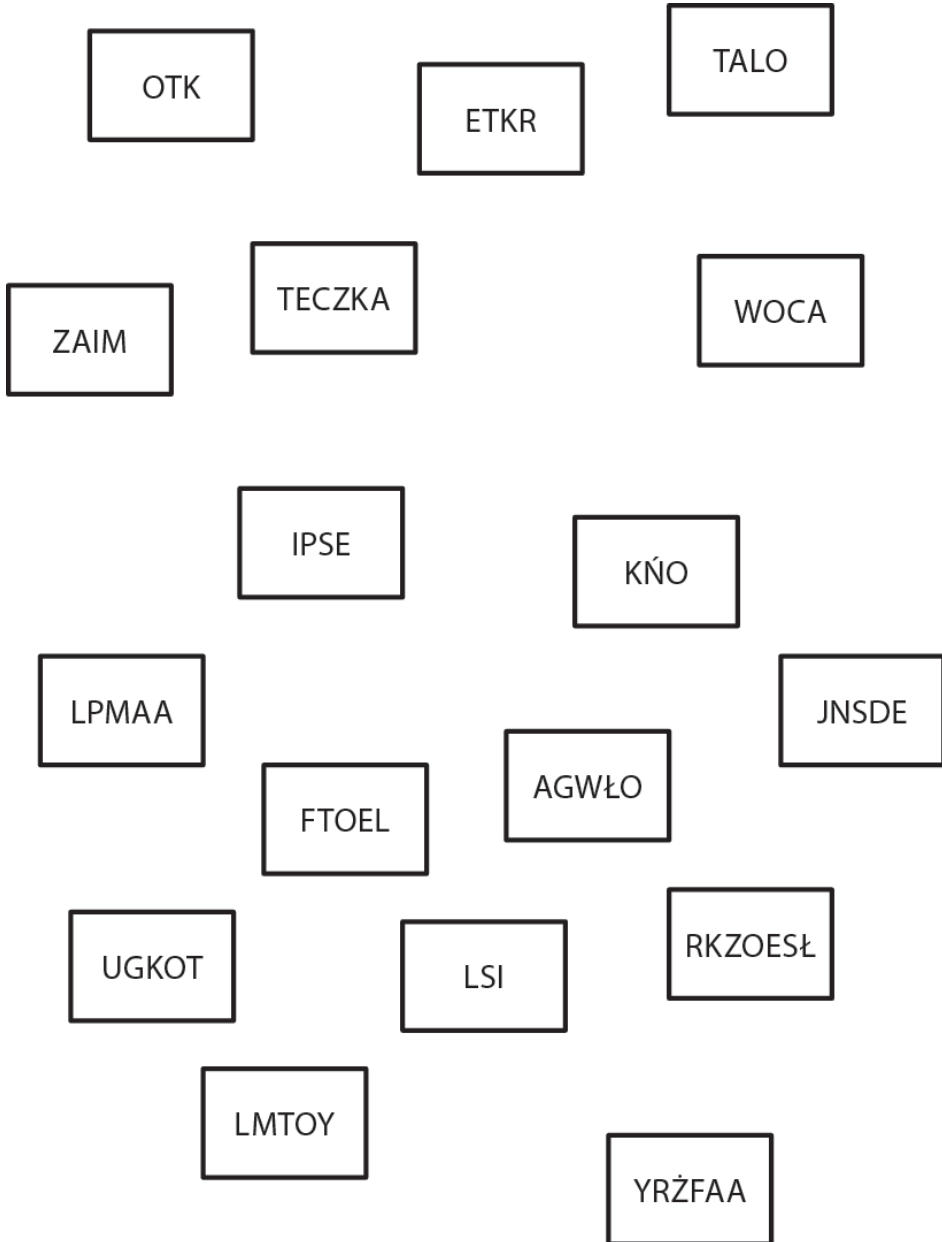 OTK
ETKR
TALO
ZAIM
TECZKA
WOCA
IPSE
KŃO
LPMAA
JNSDE
FTOEL
AGWŁO
UGKOT
LSI
RKZOESŁ
LMTOY
YRŻFAA